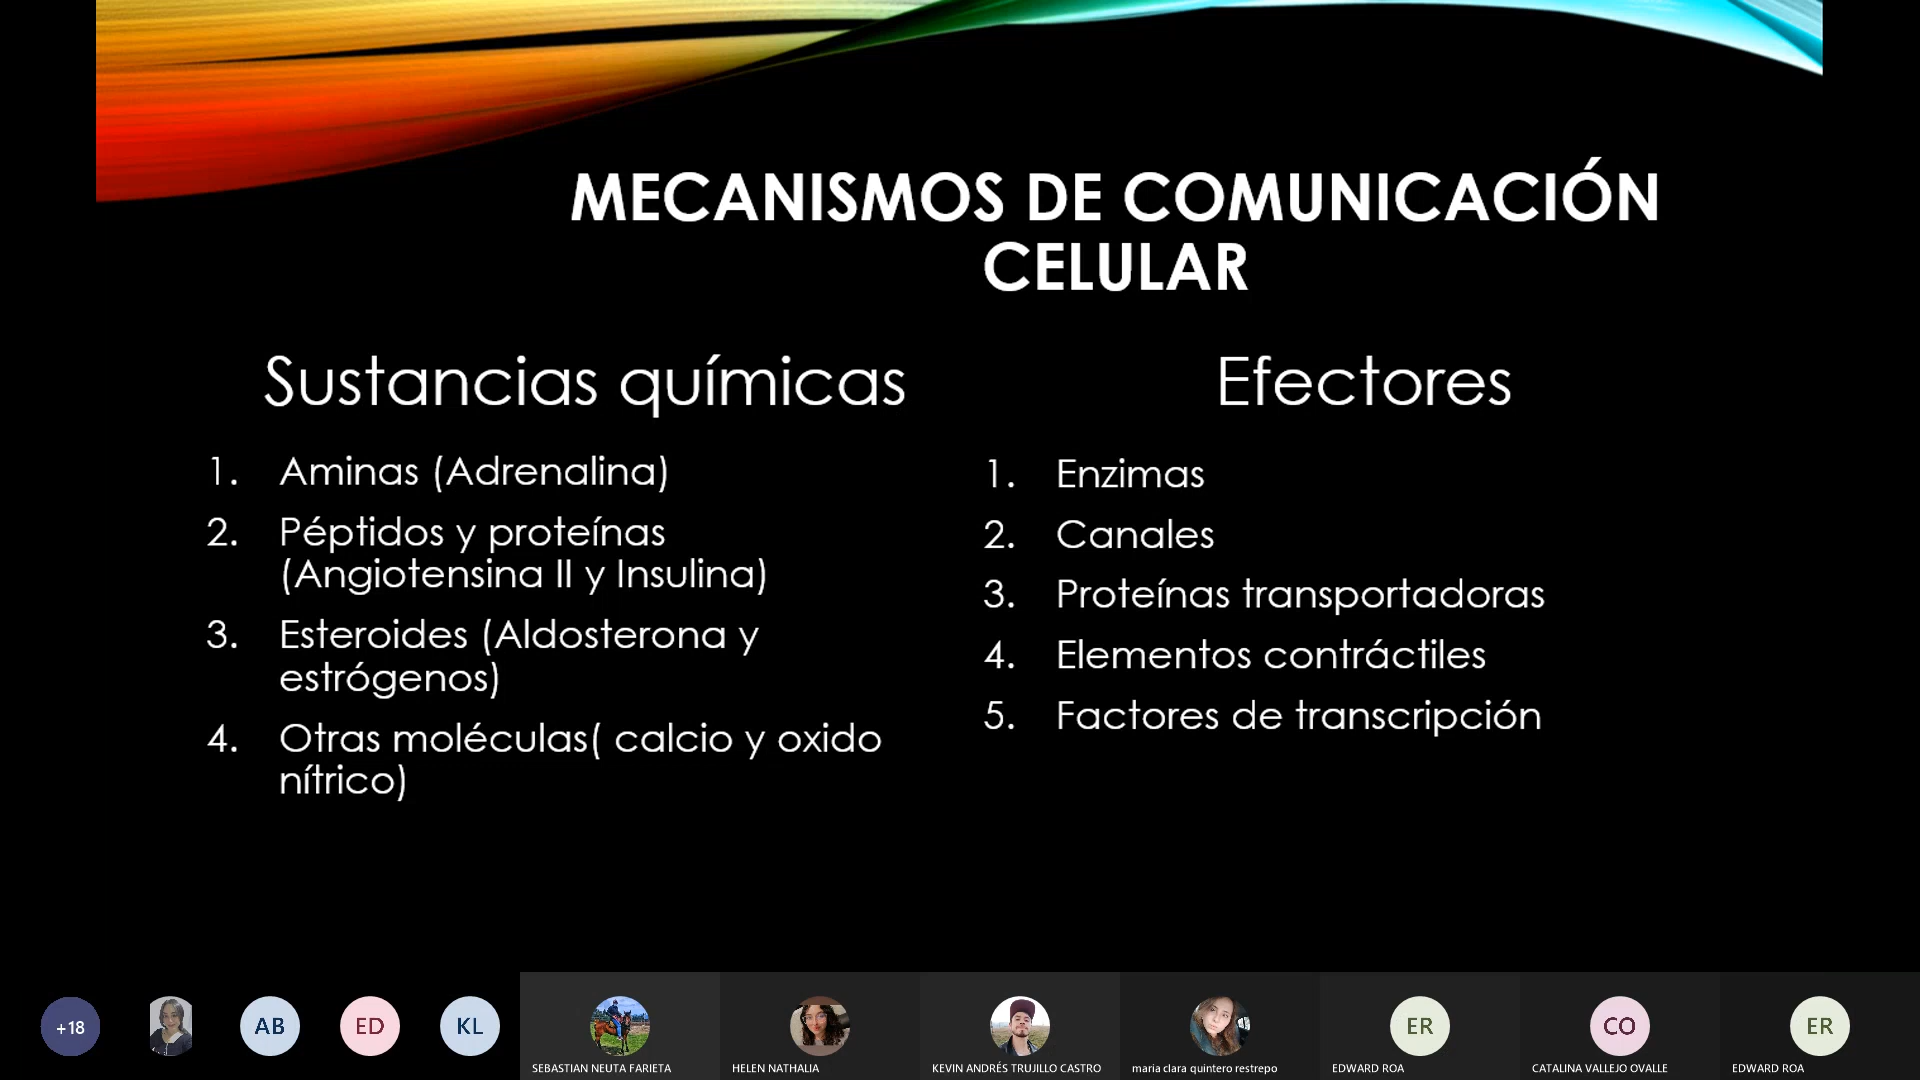 MECANISMOS DE COMUNICACIÓN
CELULAR
Sustancias químicas
1. Aminas (Adrenalina)
2. Péptidos y proteínas
(Angiotensina II y Insulina)
3. Esteroides (Aldosterona y
estrógenos)
4. Otras moléculas( calcio y oxido
nítrico)
Efectores
1. Enzimas
2. Canales
3. Proteínas transportadoras
4. Elementos contráctiles
5. Factores de transcripción
+18
AB
ED
KL
ER
CO
ER
SEBASTIAN NEUTA FARIETA
HELEN NATHALIA
KEVIN ANDRÉS TRUJILLO CASTRO
maria clara quintero restrepo
EDWARD ROA
CATALINA VALLEJO OVALLE
EDWARD ROA